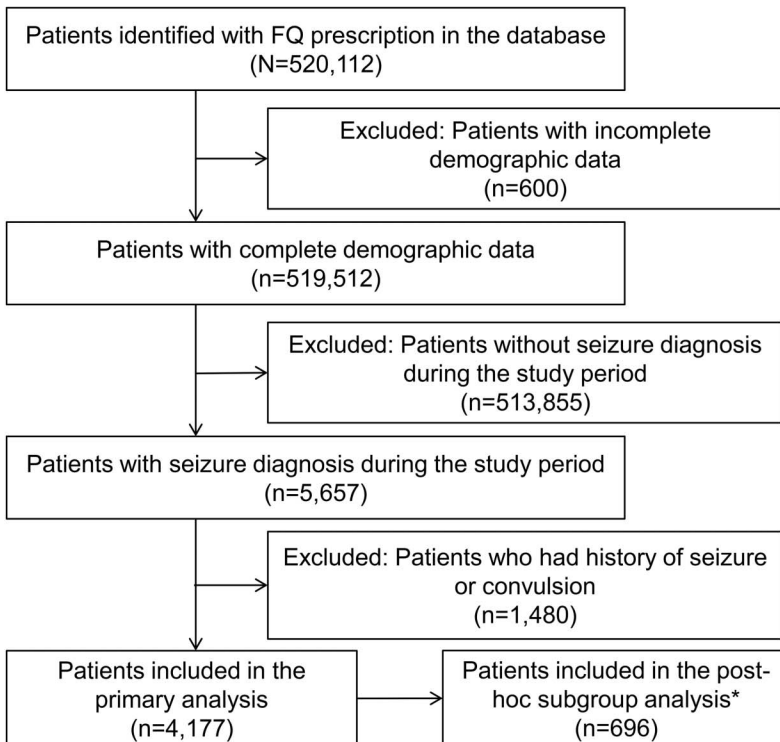 Patients identified with FQ prescription in the database
(N=520,112)
Excluded: Patients with incomplete
demographic data
(n=600)
Patients with complete demographic data
(n=519,512)
Excluded: Patients without seizure diagnosis
during the study period
(n=513,855)
Patients with seizure diagnosis during the study period
(n=5,657)
Excluded: Patients who had history of seizure
or convulsion
(n=1,480)
Patients included in the
primary analysis
(n=4,177)
Patients included in the post-
hoc subgroup analysis*
(n=696)